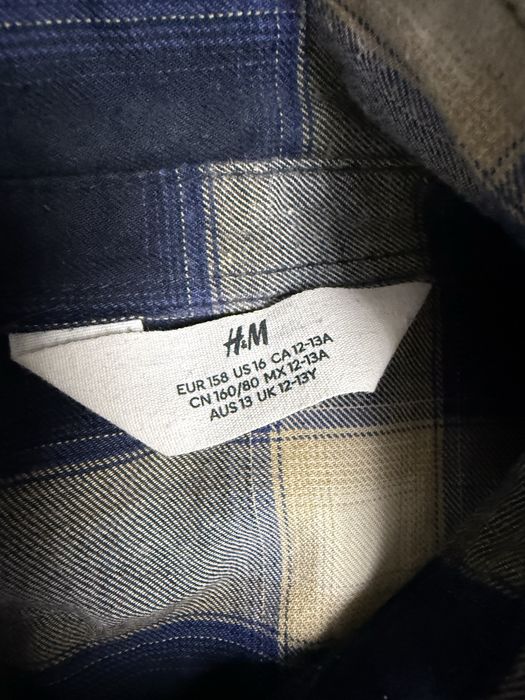 H&M
EUR 158 US 16 CA 12-13A
CN 160/80 MX 12-13A
AUS 13 UK 12-13Y